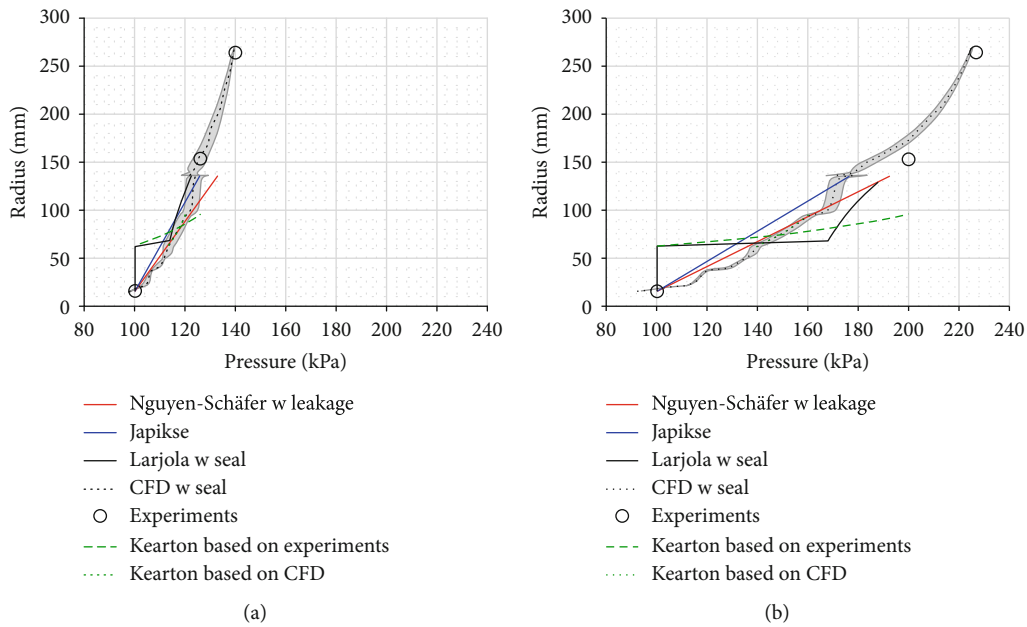 300
250
200
150
100
50
0
Radius (mm)
80 100 120 140 160 180 200 220 240
Pressure (kPa)
Nguyen-Schäfer w leakage
Japikse
Larjola w seal
CFD w seal
Experiments
Kearton based on experiments
Kearton based on CFD
(a)
300
250
200
150
100
50
0
Radius (mm)
80 100 120 140 160 180 200 220 240
Pressure (kPa)
Nguyen-Schäfer w leakage
Japikse
Larjola w seal
CFD w seal
Experiments
Kearton based on experiments
Kearton based on CFD
(b)